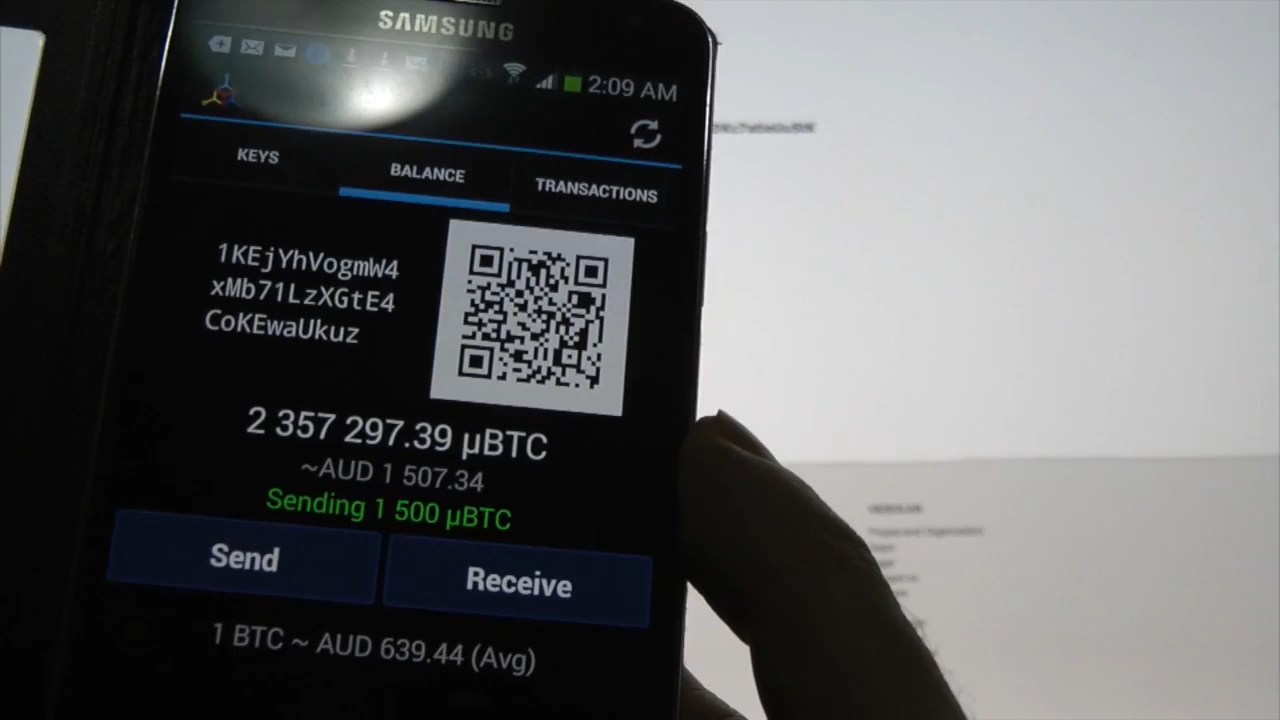 SAMSUNG
2:09 AM
KEYS
BALANCE
TRANSACTIONS
1KEjYhVogmW4
xMb71LzXGtE4
CoKEwaUkuz
2 357 297.39 µBTC
~AUD 1 507.34
Sending 1 500 µBTC
Send
Receive
1 BTC ~ AUD 639.44 (Avg)